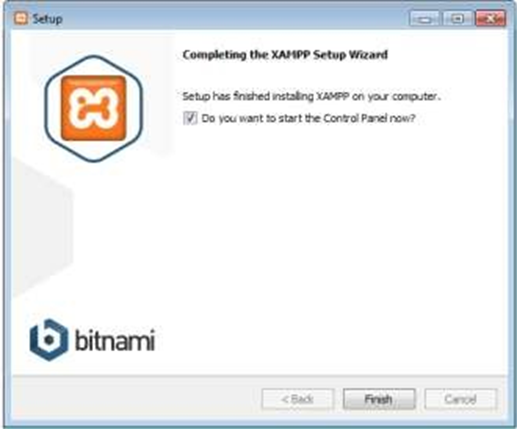 Setup
Completing the XAMPP Setup Wizard
Setup has finished installing XAMPP on your computer.
Do you want to start the Control Panel now?
bitnami
< Back
Finish
Cancel